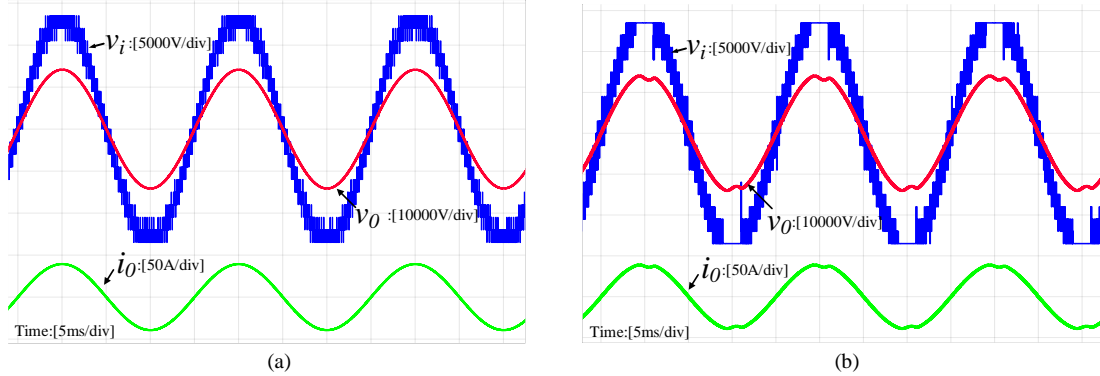 vi:[5000V/div]
v0:[10000V/div]
i0:[50A/div]
Time:[5ms/div]
(a)
vi:[5000V/div]
v0:[10000V/div]
i0:[50A/div]
Time:[5ms/div]
(b)